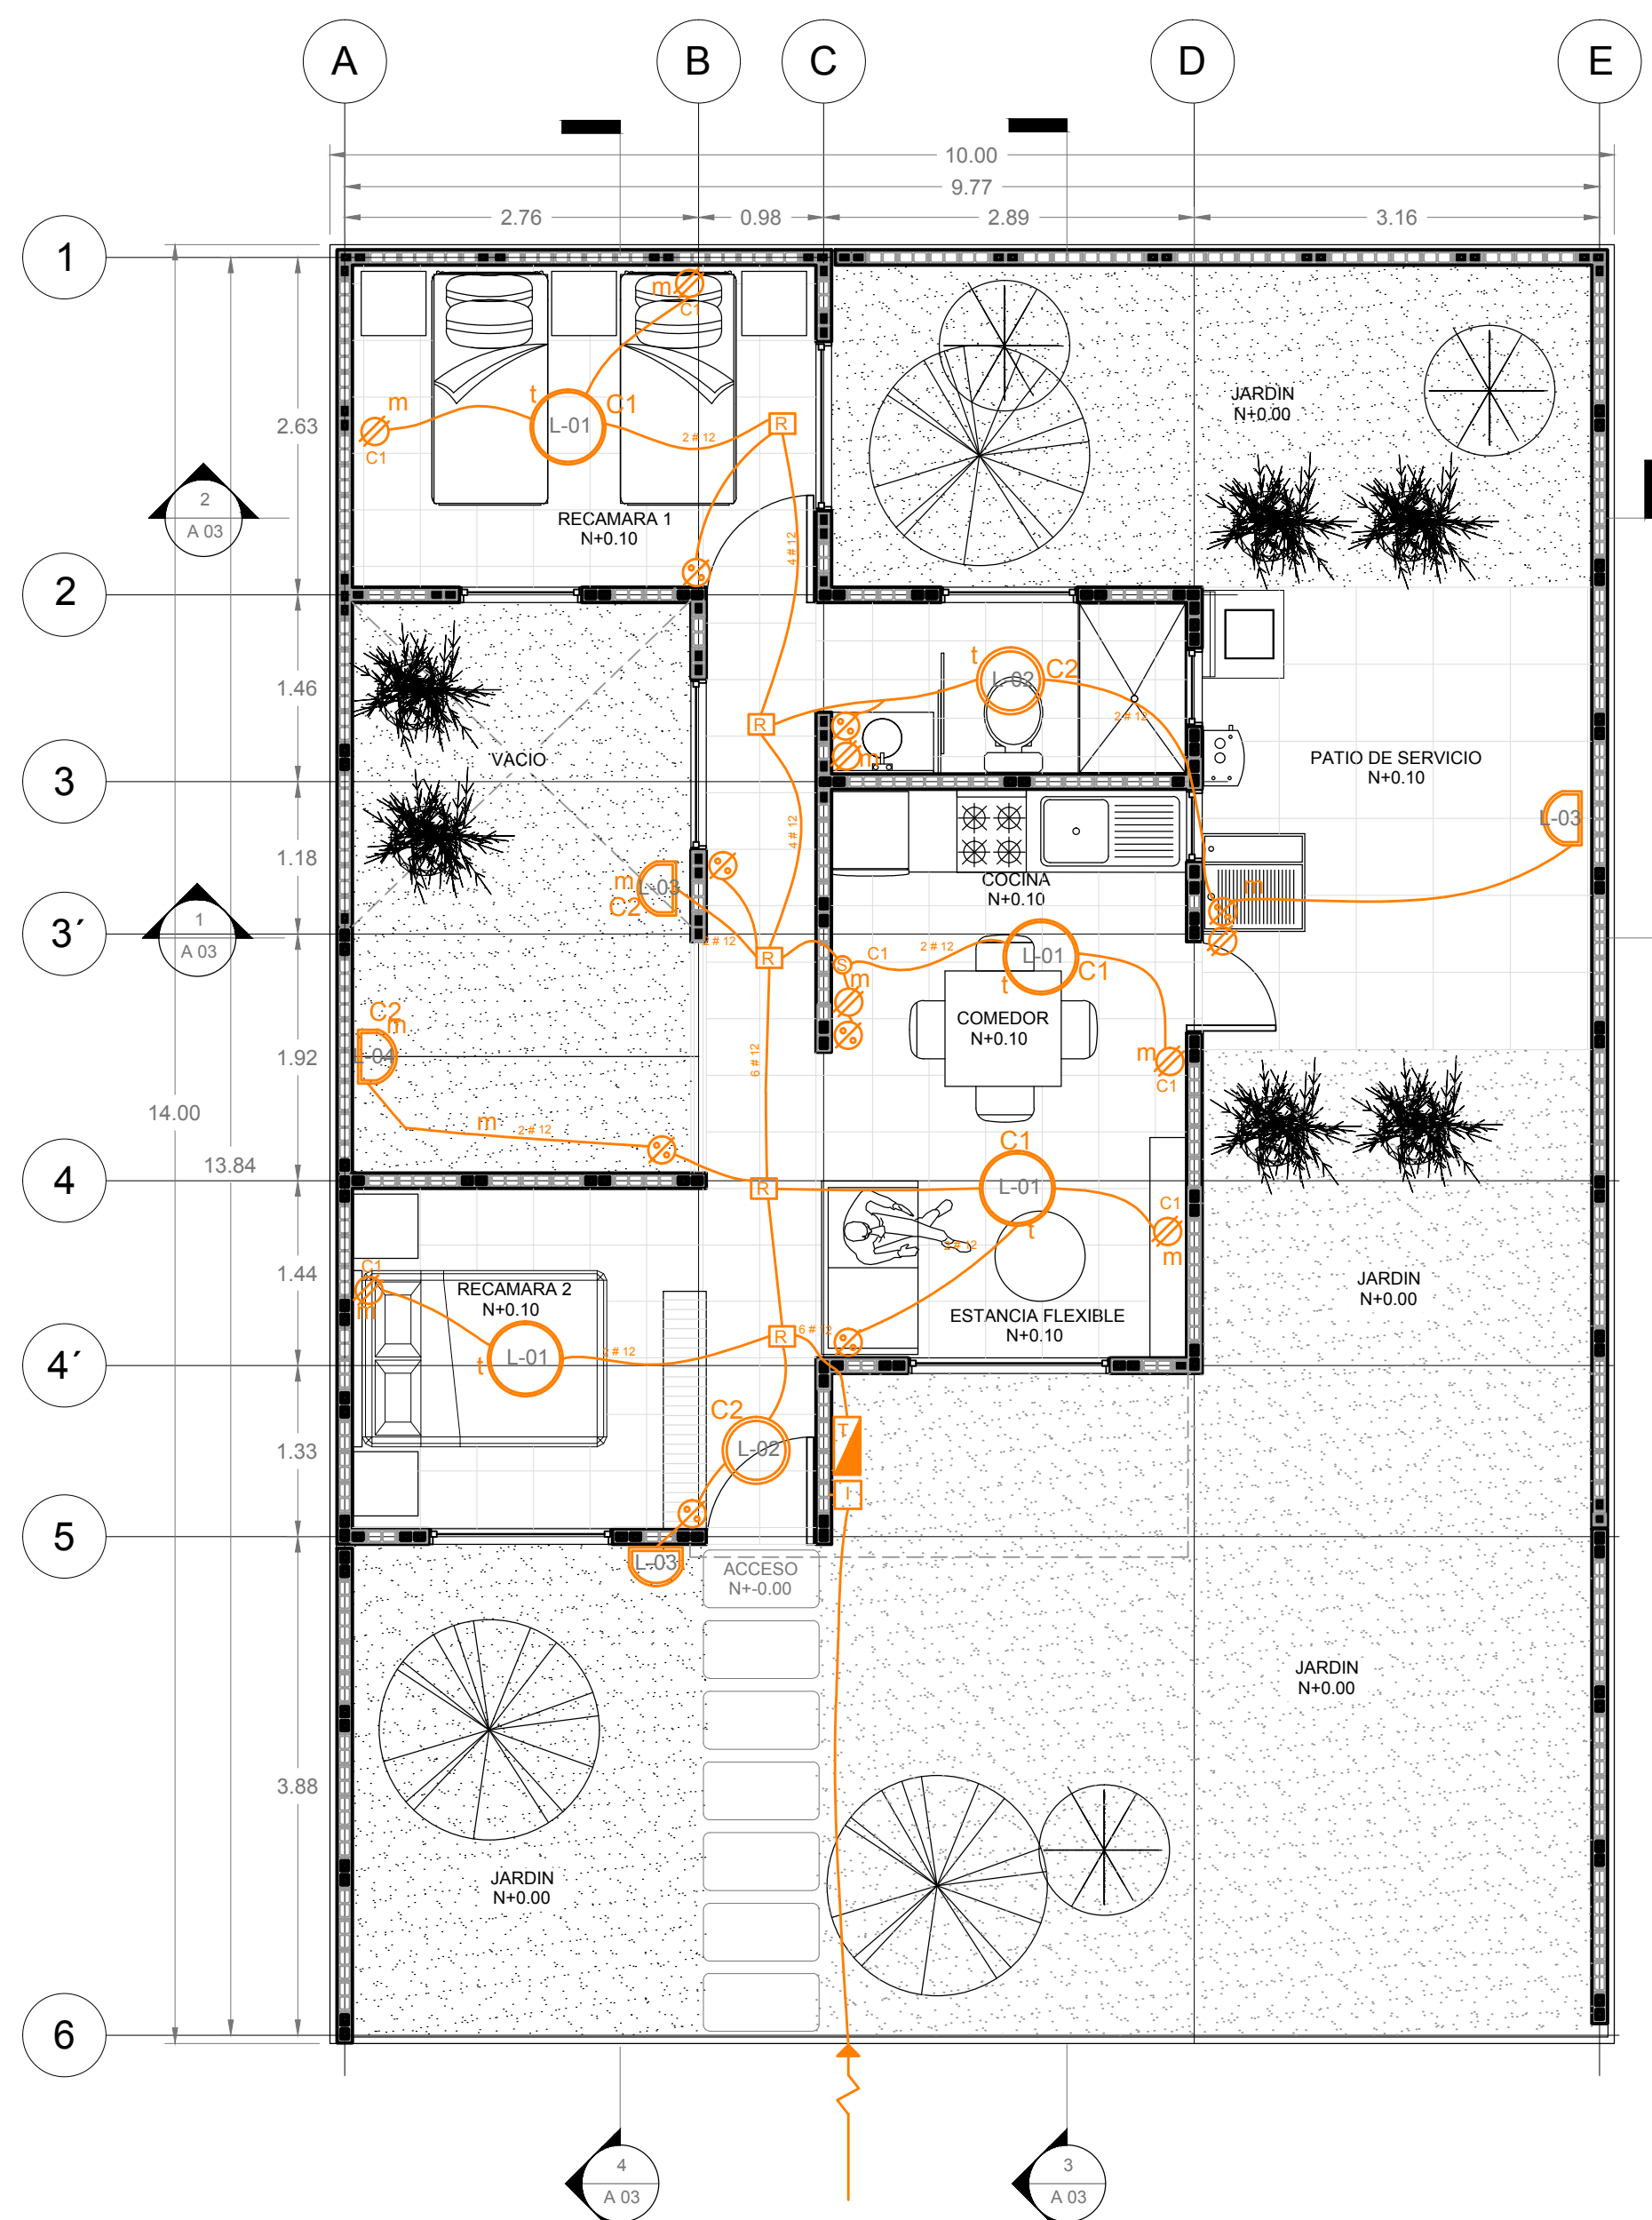 A
B
C
D
E
10.00
9.77
2.76
0.98
2.89
3.16
1
m
C1
JARDIN
N+0.00
t
m
C1
L-01
R
2 # 12
C1
2.63
2
A 03
RECAMARA 1
N+0.10
4 # 12
2
t
C2
L-02
1.46
2 # 12
R
m
VACIO
PATIO DE SERVICIO
N+0.10
3
L-03
4 # 12
1.18
COCINA
N+0.10
m
L-03
C2
m
1
A 03
3´
2 # 12
R
C1
2 # 12
L-01
C1
S
m
t
C2
m
COMEDOR
N+0.10
L-04
6 # 12
m
C1
1.92
14.00
m
2 # 12
C1
13.84
4
R
L-01
C1
t
m
2 # 12
C1
m
1.44
RECAMARA 2
N+0.10
JARDIN
N+0.00
ESTANCIA FLEXIBLE
N+0.10
R
6 # 12
L-01
t
2 # 12
4´
C2
L-02
T
I
1.33
5
L-03
ACCESO
N+-0.00
JARDIN
N+0.00
3.88
JARDIN
N+0.00
6
4
A 03
3
A 03